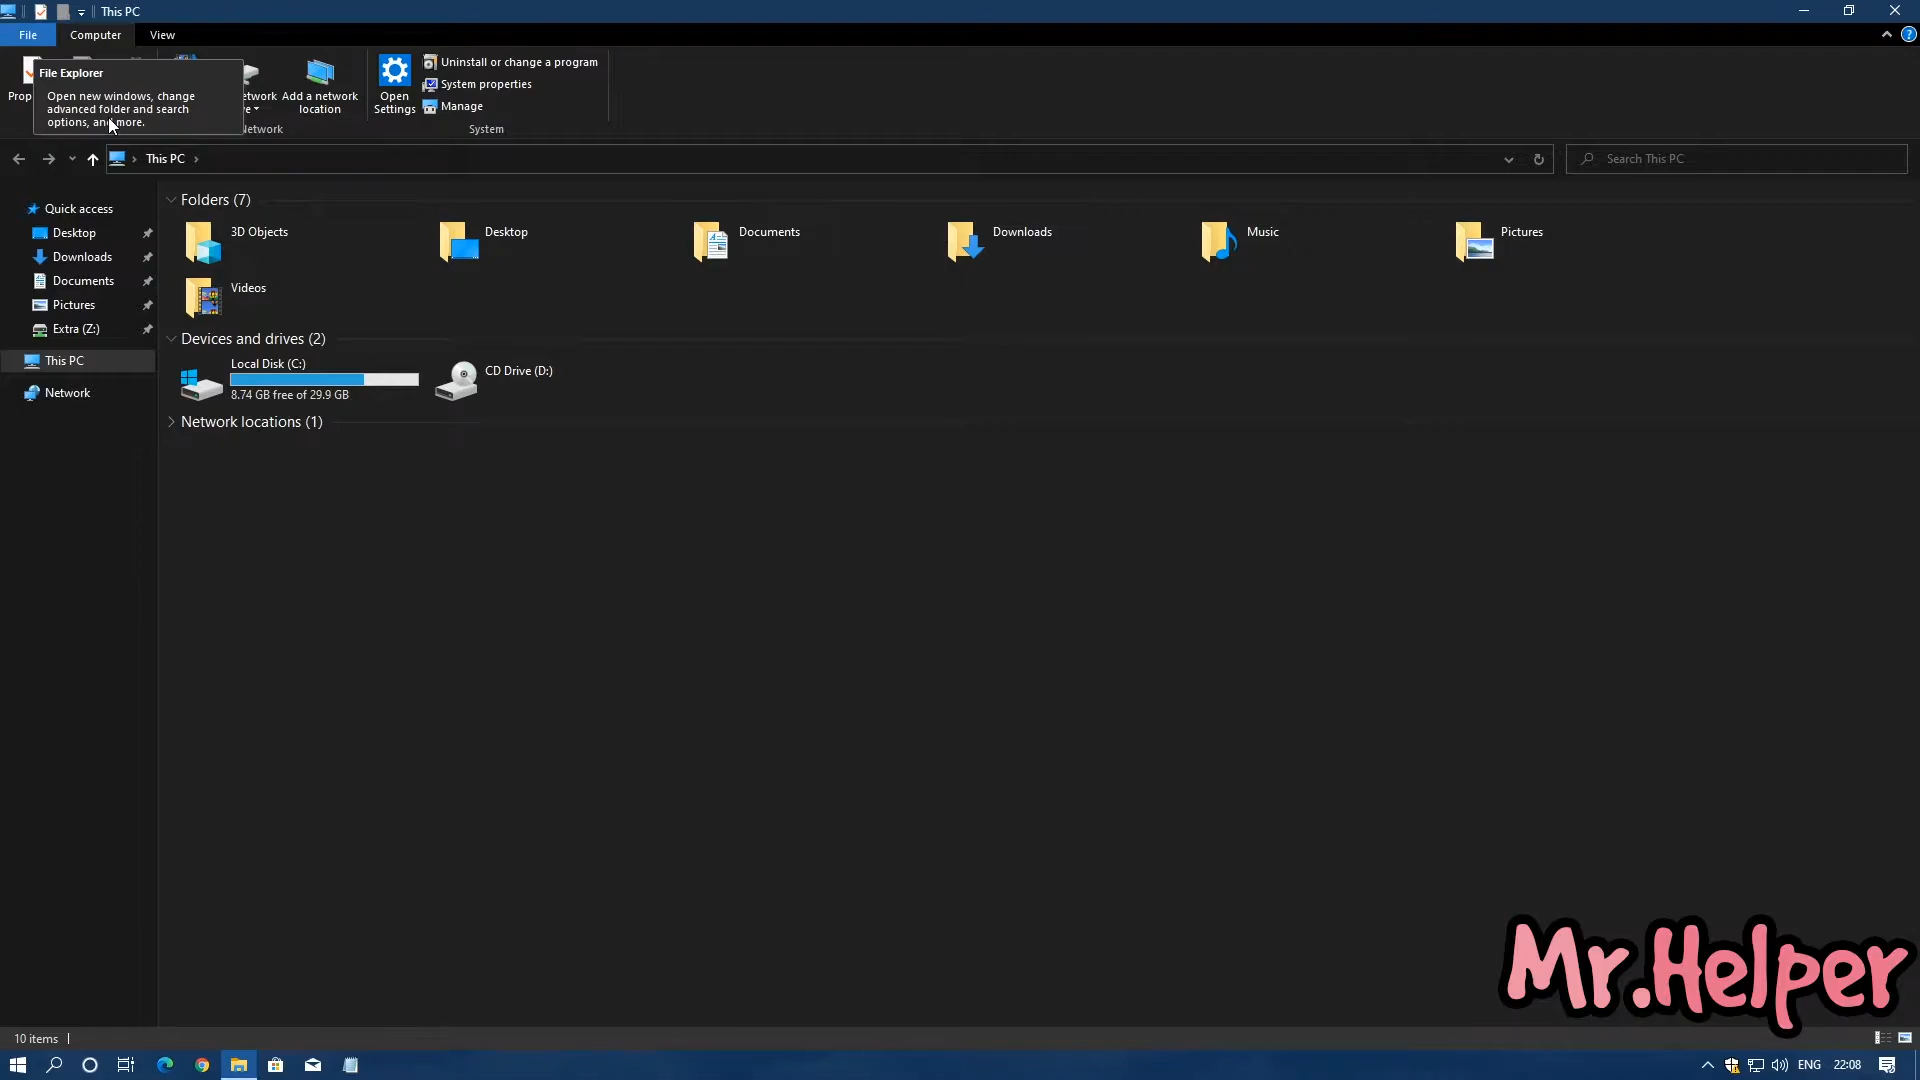 This PC
File Computer View
File Explorer
Open new windows, change
advanced folder and search
options, and more.
Prop
etwork
Add a network
location
Open
Settings
Uninstall or change a program
System properties
Manage
etwork
System
This PC
Search This PC
Quick access
Desktop
Downloads
Documents
Pictures
Extra (Z:)
This PC
Network
Folders (7)
3D Objects
Desktop
Documents
Downloads
Music
Pictures
Videos
Devices and drives (2)
Local Disk (C:)
8.74 GB free of 29.9 GB
CD Drive (D:)
Network locations (1)
Mr.Helper
10 items
ENG 22:08